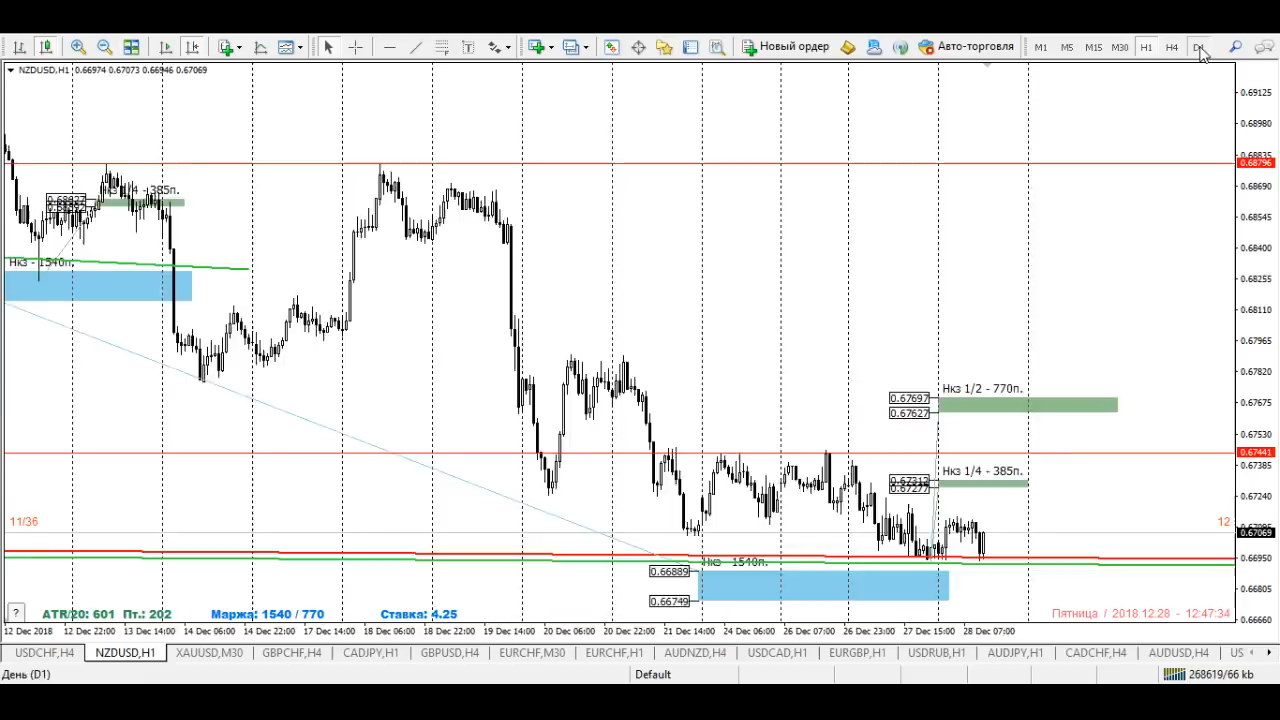 Новый ордер
Авто-торговля
M1 M5 M15 M30 H1 H4
NZDUSD,H1 0.66974 0.67073 0.66946 0.67069
0.69125
0.68980
0.68835
0.68796
0.68690
0.68545
0.68400
0.68255
0.68110
0.67965
0.67820
0.67675
0.67530
0.67441
0.67385
0.67240
0.67069
0.66950
0.66805
0.66660
1/4 - 385п.
Нкз - 1540п.
Нкз 1/2 - 770п.
0.67697
0.67627
Нкз 1/4 - 385п.
0.67312
0.67277
11/36
12
Нкз - 1540п.
0.66889
0.66749
?
ATR/20: 601 Пт.: 202
Маржа: 1540 / 770
Ставка: 4.25
Пятница / 2018 12.28 - 12:47:34
12 Dec 2018 12 Dec 22:00 13 Dec 14:00 14 Dec 06:00 14 Dec 22:00 17 Dec 14:00 18 Dec 06:00 18 Dec 22:00 19 Dec 14:00 20 Dec 06:00 20 Dec 22:00 21 Dec 14:00 24 Dec 06:00 26 Dec 07:00 26 Dec 23:00 27 Dec 15:00 28 Dec 07:00
USDCHF,H4 NZDUSD,H1 XAUUSD,M30 GBPCHF,H4 CADJPY,H1 GBPUSD,H4 EURCHF,M30 EURCHF,H1 AUDNZD,H4 USDCAD,H1 EURGBP,H1 USDRUB,H1 AUDJPY,H1 CADCHF,H4 AUDUSD,H4 US
День (D1)
Default
268619/66 kb